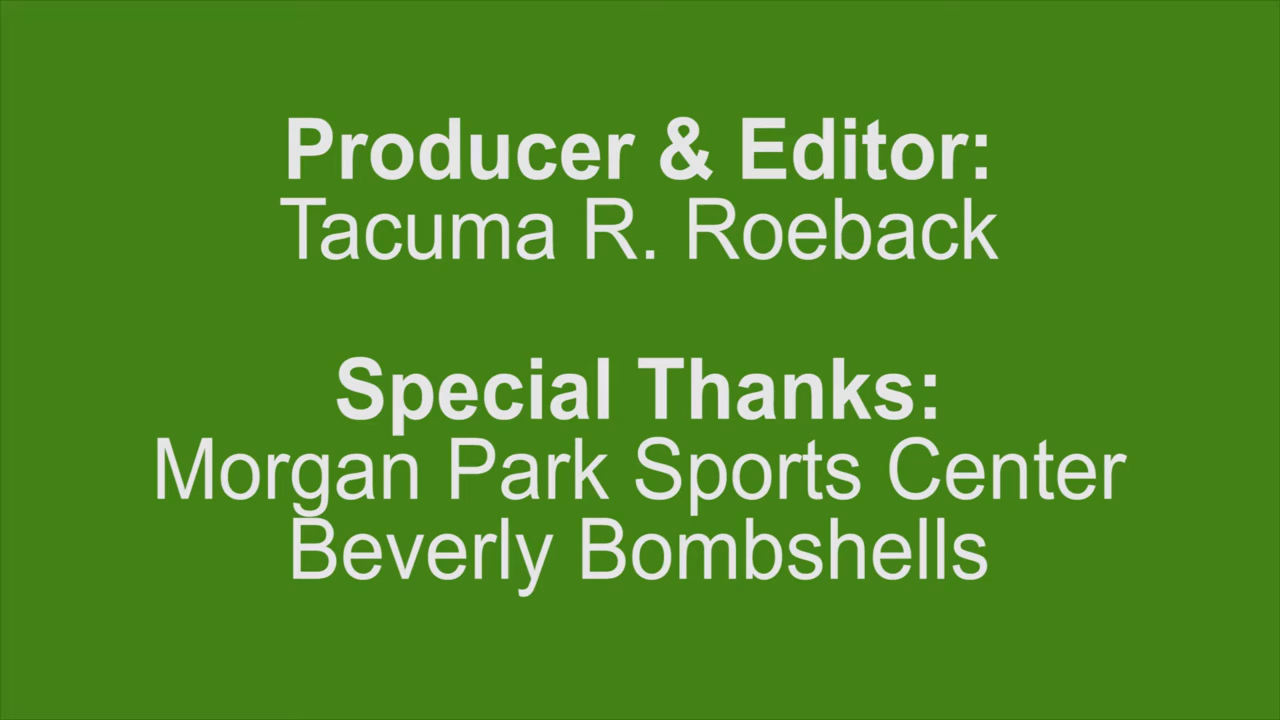 Producer & Editor:
Tacuma R. Roeback
Special Thanks:
Morgan Park Sports Center
Beverly Bombshells